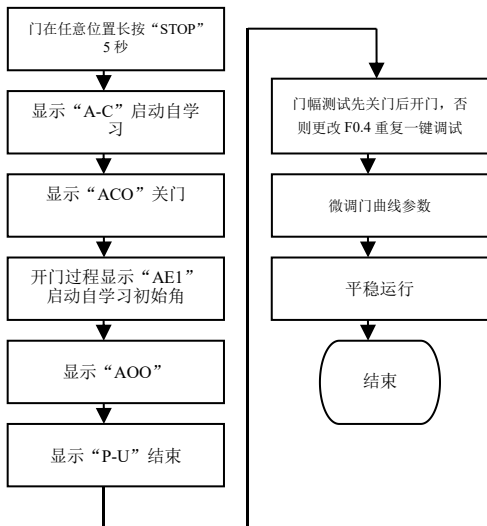 门在任意位置长按“STOP”
5 秒
显示“A-C”启动自学
习
显示“ACO”关门
开门过程显示“AE1”
启动自学习初始角
显示“AOO”
显示“P-U”结束
门幅测试先关门后开门，否
则更改 F0.4 重复一键调试
微调门曲线参数
平稳运行
结束